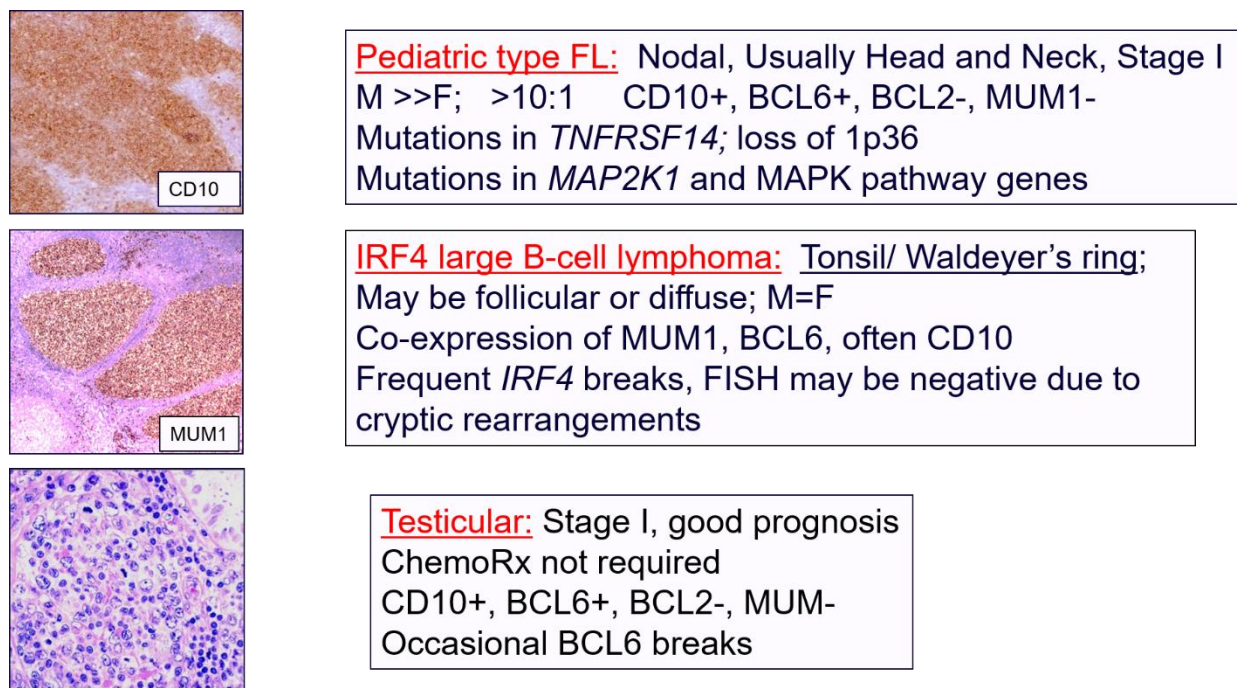 CD10
Pediatric type FL: Nodal, Usually Head and Neck, Stage I
M >>F; >10:1 CD10+, BCL6+, BCL2-, MUM1-
Mutations in TNFRSF14; loss of 1p36
Mutations in MAP2K1 and MAPK pathway genes
MUM1
IRF4 large B-cell lymphoma: Tonsil/ Waldeyer's ring;
May be follicular or diffuse; M=F
Co-expression of MUM1, BCL6, often CD10
Frequent IRF4 breaks, FISH may be negative due to
cryptic rearrangements
Testicular: Stage I, good prognosis
ChemoRx not required
CD10+, BCL6+, BCL2-, MUM-
Occasional BCL6 breaks